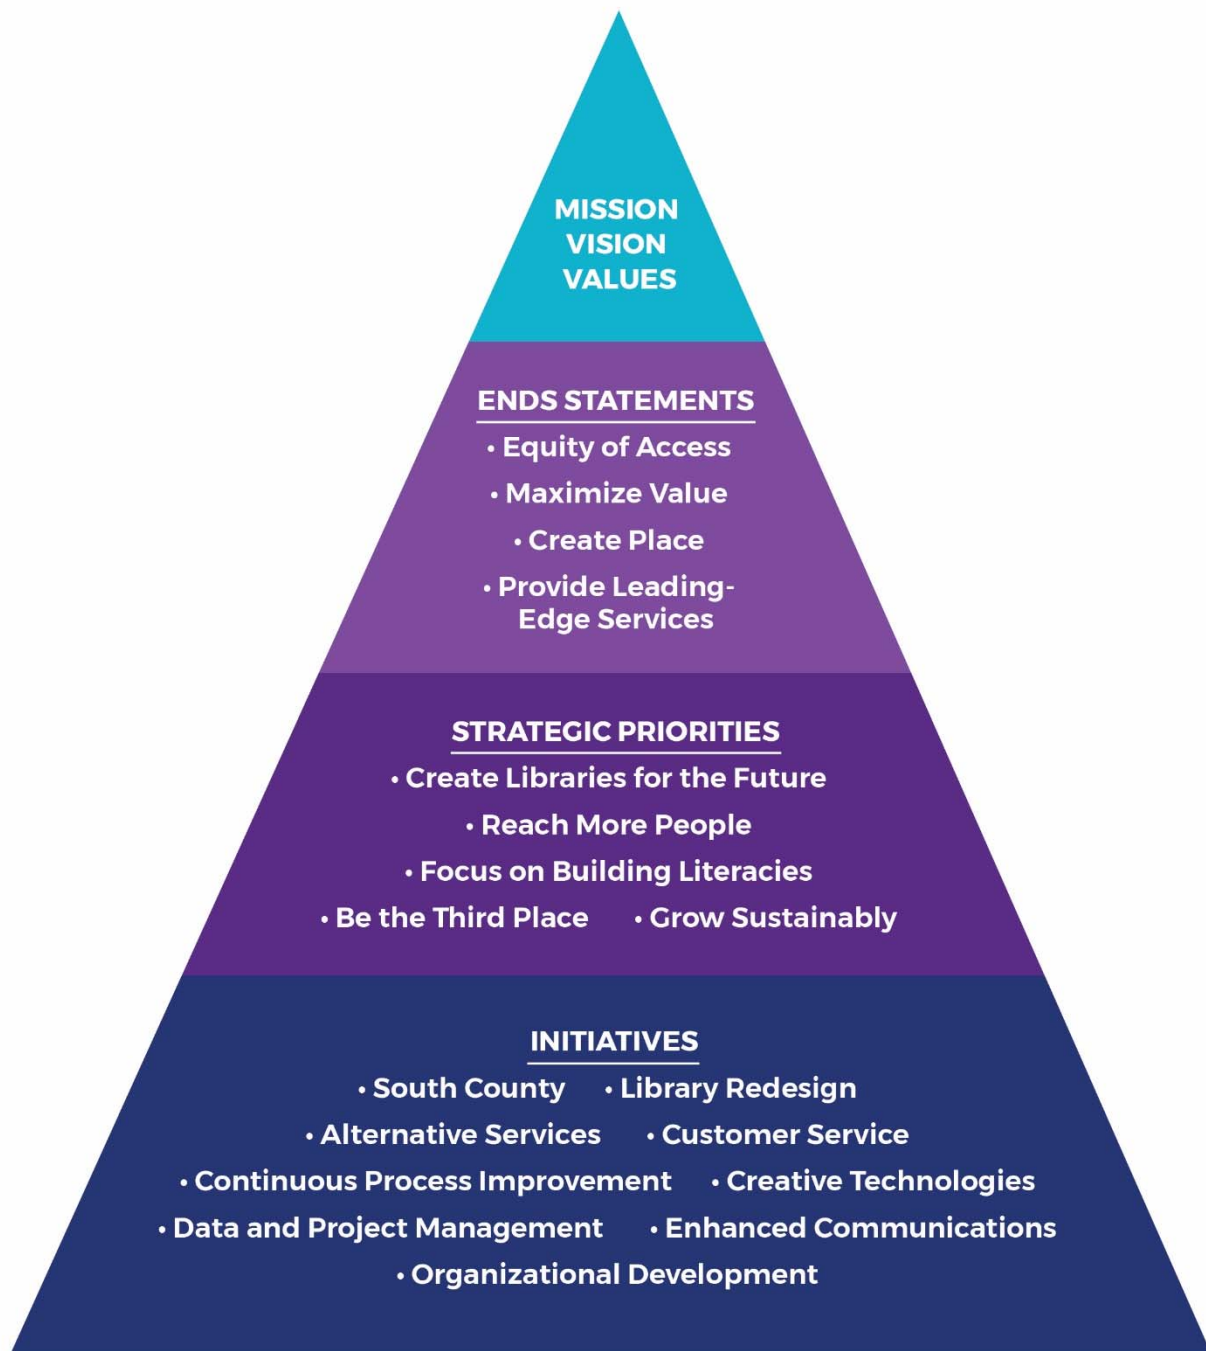 MISSION
VISION
VALUES
ENDS STATEMENTS
• Equity of Access
• Maximize Value
• Create Place
• Provide Leading-
Edge Services
STRATEGIC PRIORITIES
• Create Libraries for the Future
• Reach More People
• Focus on Building Literacies
• Be the Third Place • Grow Sustainably
INITIATIVES
• South County • Library Redesign
• Alternative Services • Customer Service
• Continuous Process Improvement • Creative Technologies
• Data and Project Management • Enhanced Communications
• Organizational Development